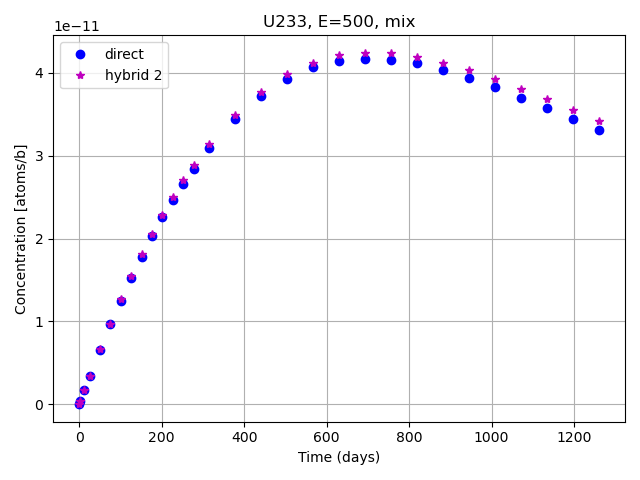 U233, E=500, mix
1e−11
direct
hybrid 2
4
3
2
1
0
Concentration [atoms/b]
0 200 400 600 800 1000 1200
Time (days)